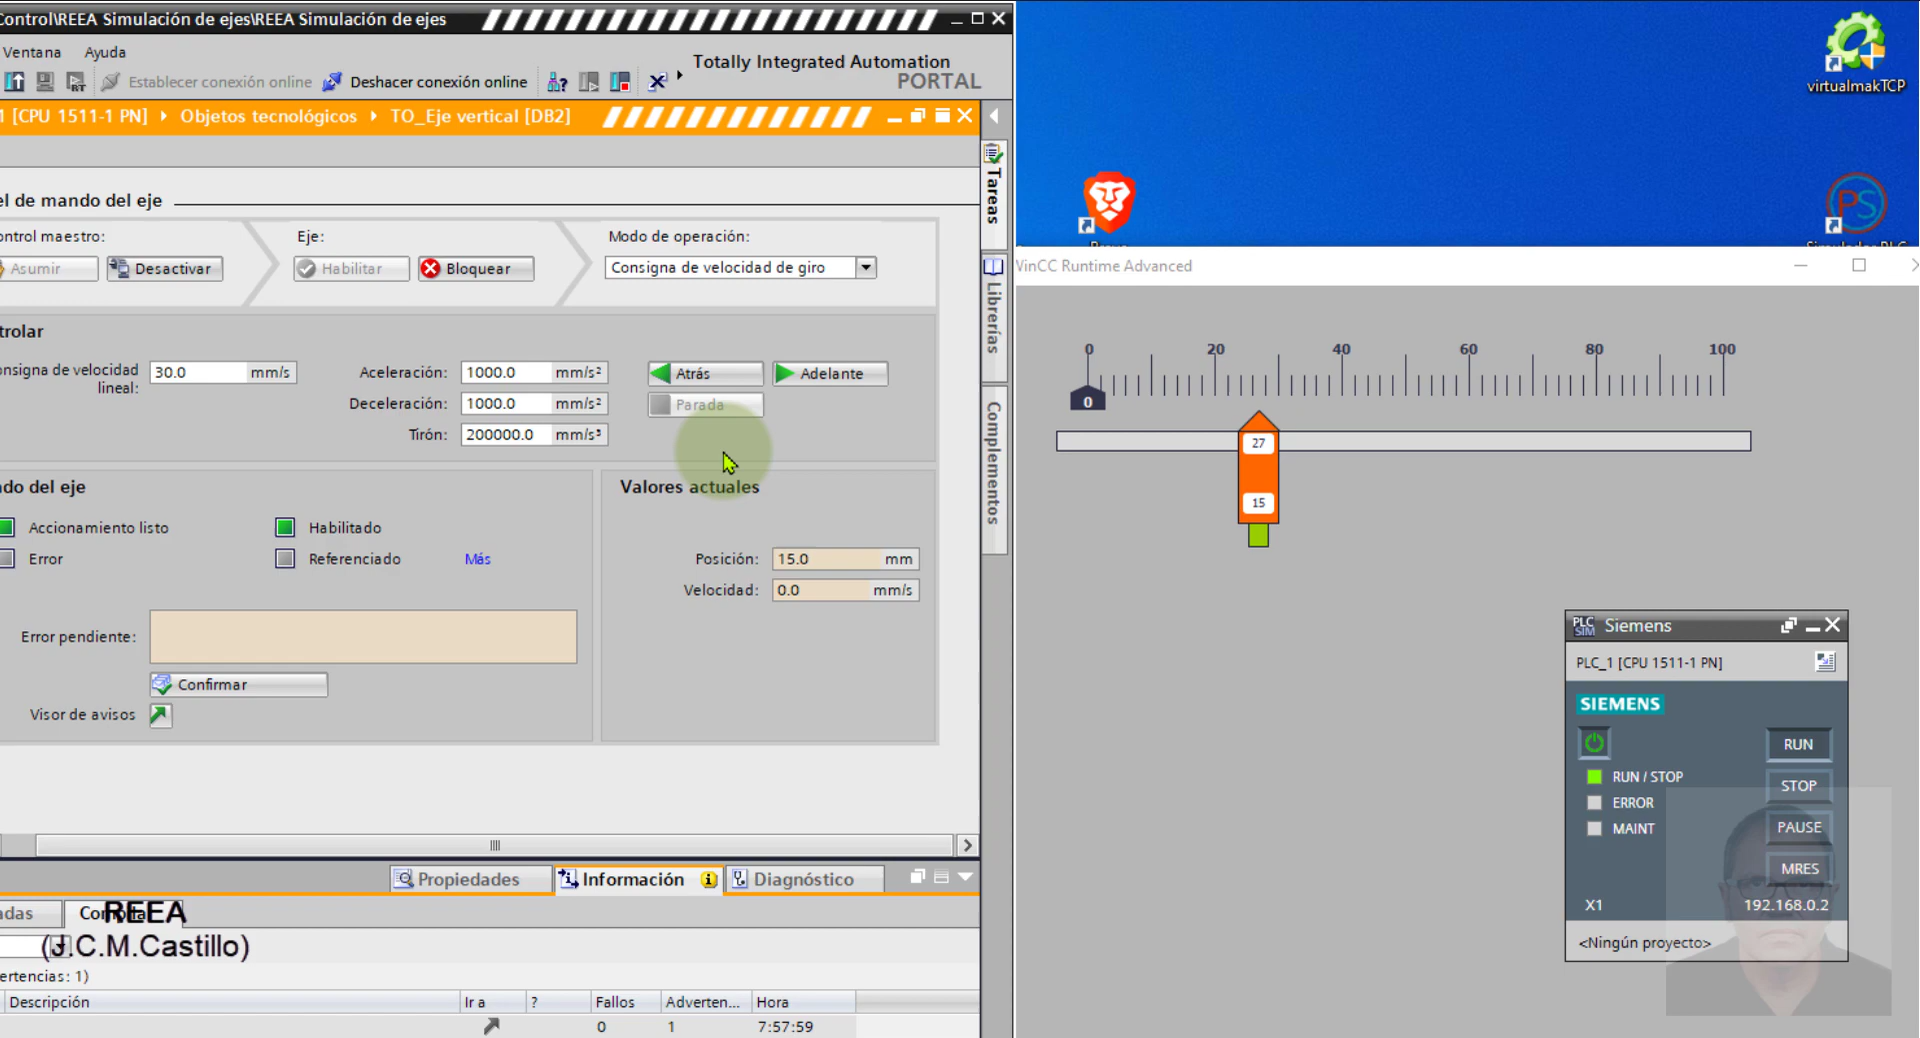 Control\REEA Simulación de ejes\REEA Simulación de ejes
Ventana Ayuda
Totally Integrated Automation
PORTAL
RT Establecer conexión online Deshacer conexión online
1 [CPU 1511-1 PN] Objetos tecnológicos TO_Eje vertical [DB2]
el de mando del eje
ontrol maestro: Eje: Modo de operación:
Asumir Desactivar Habilitar Bloquear Consigna de velocidad de giro
trolar
onsigna de velocidad lineal: 30.0 mm/s
Aceleración: 1000.0 mm/s²
Deceleración: 1000.0 mm/s²
Tirón: 200000.0 mm/s³
Atrás Adelante
Parada
do del eje
Accionamiento listo Habilitado
Error Referenciado Más
Error pendiente:
Confirmar
Visor de avisos
Valores actuales
Posición: 15.0 mm
Velocidad: 0.0 mm/s
Tareas
Librerías
Complementos
Propiedades Información Diagnóstico
adas
REEA
(J.C.M.Castillo)
ertencias: 1)
Descripción Ir a ? Fallos Adverten... Hora
0 1 7:57:59
virtualmakTCP
PS
WinCC Runtime Advanced
0 20 40 60 80 100
0
27
15
PLC SIM Siemens
PLC_1 [CPU 1511-1 PN]
SIEMENS
RUN
RUN / STOP
STOP
ERROR
MAINT
PAUSE
MRES
X1 192.168.0.2
<Ningún proyecto>